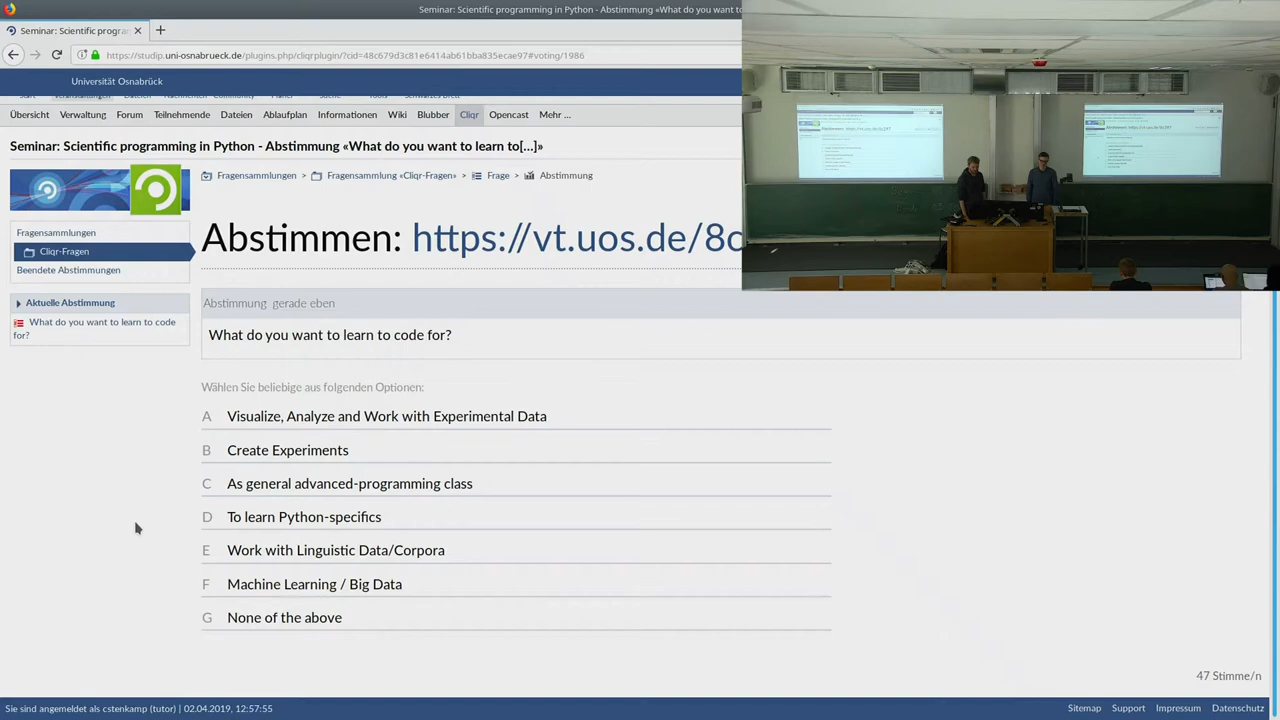 Seminar: Scientific programming in Python - Abstimmung «What do you want to
Seminar: Scientific progra
https://studip.uni-osnabrueck.de/plugins.php/cliqrplugin/?cid=48c679d3c81e6414ab61bba835ecae97#voting/1986
Universität Osnabrück
Übersicht Verwaltung Forum Teilnehmende Dateien Ablaufplan Informationen Wiki Blubber Cliqr Opencast Mehr ...
Seminar: Scientific programming in Python - Abstimmung «What do you want to learn to[...]»
Fragensammlungen > Fragensammlung «Cliqr-Fragen» > Frage > Abstimmung
Fragensammlungen
Cliqr-Fragen
Beendete Abstimmungen
Aktuelle Abstimmung
What do you want to learn to code
for?
Abstimmen: https://vt.uos.de/8c
Abstimmung gerade eben
What do you want to learn to code for?
Wählen Sie beliebige aus folgenden Optionen:
A Visualize, Analyze and Work with Experimental Data
B Create Experiments
C As general advanced-programming class
D To learn Python-specifics
E Work with Linguistic Data/Corpora
F Machine Learning / Big Data
G None of the above
47 Stimme/n
Sie sind angemeldet als cstenkamp (tutor) | 02.04.2019, 12:57:55
Sitemap Support Impressum Datenschutz